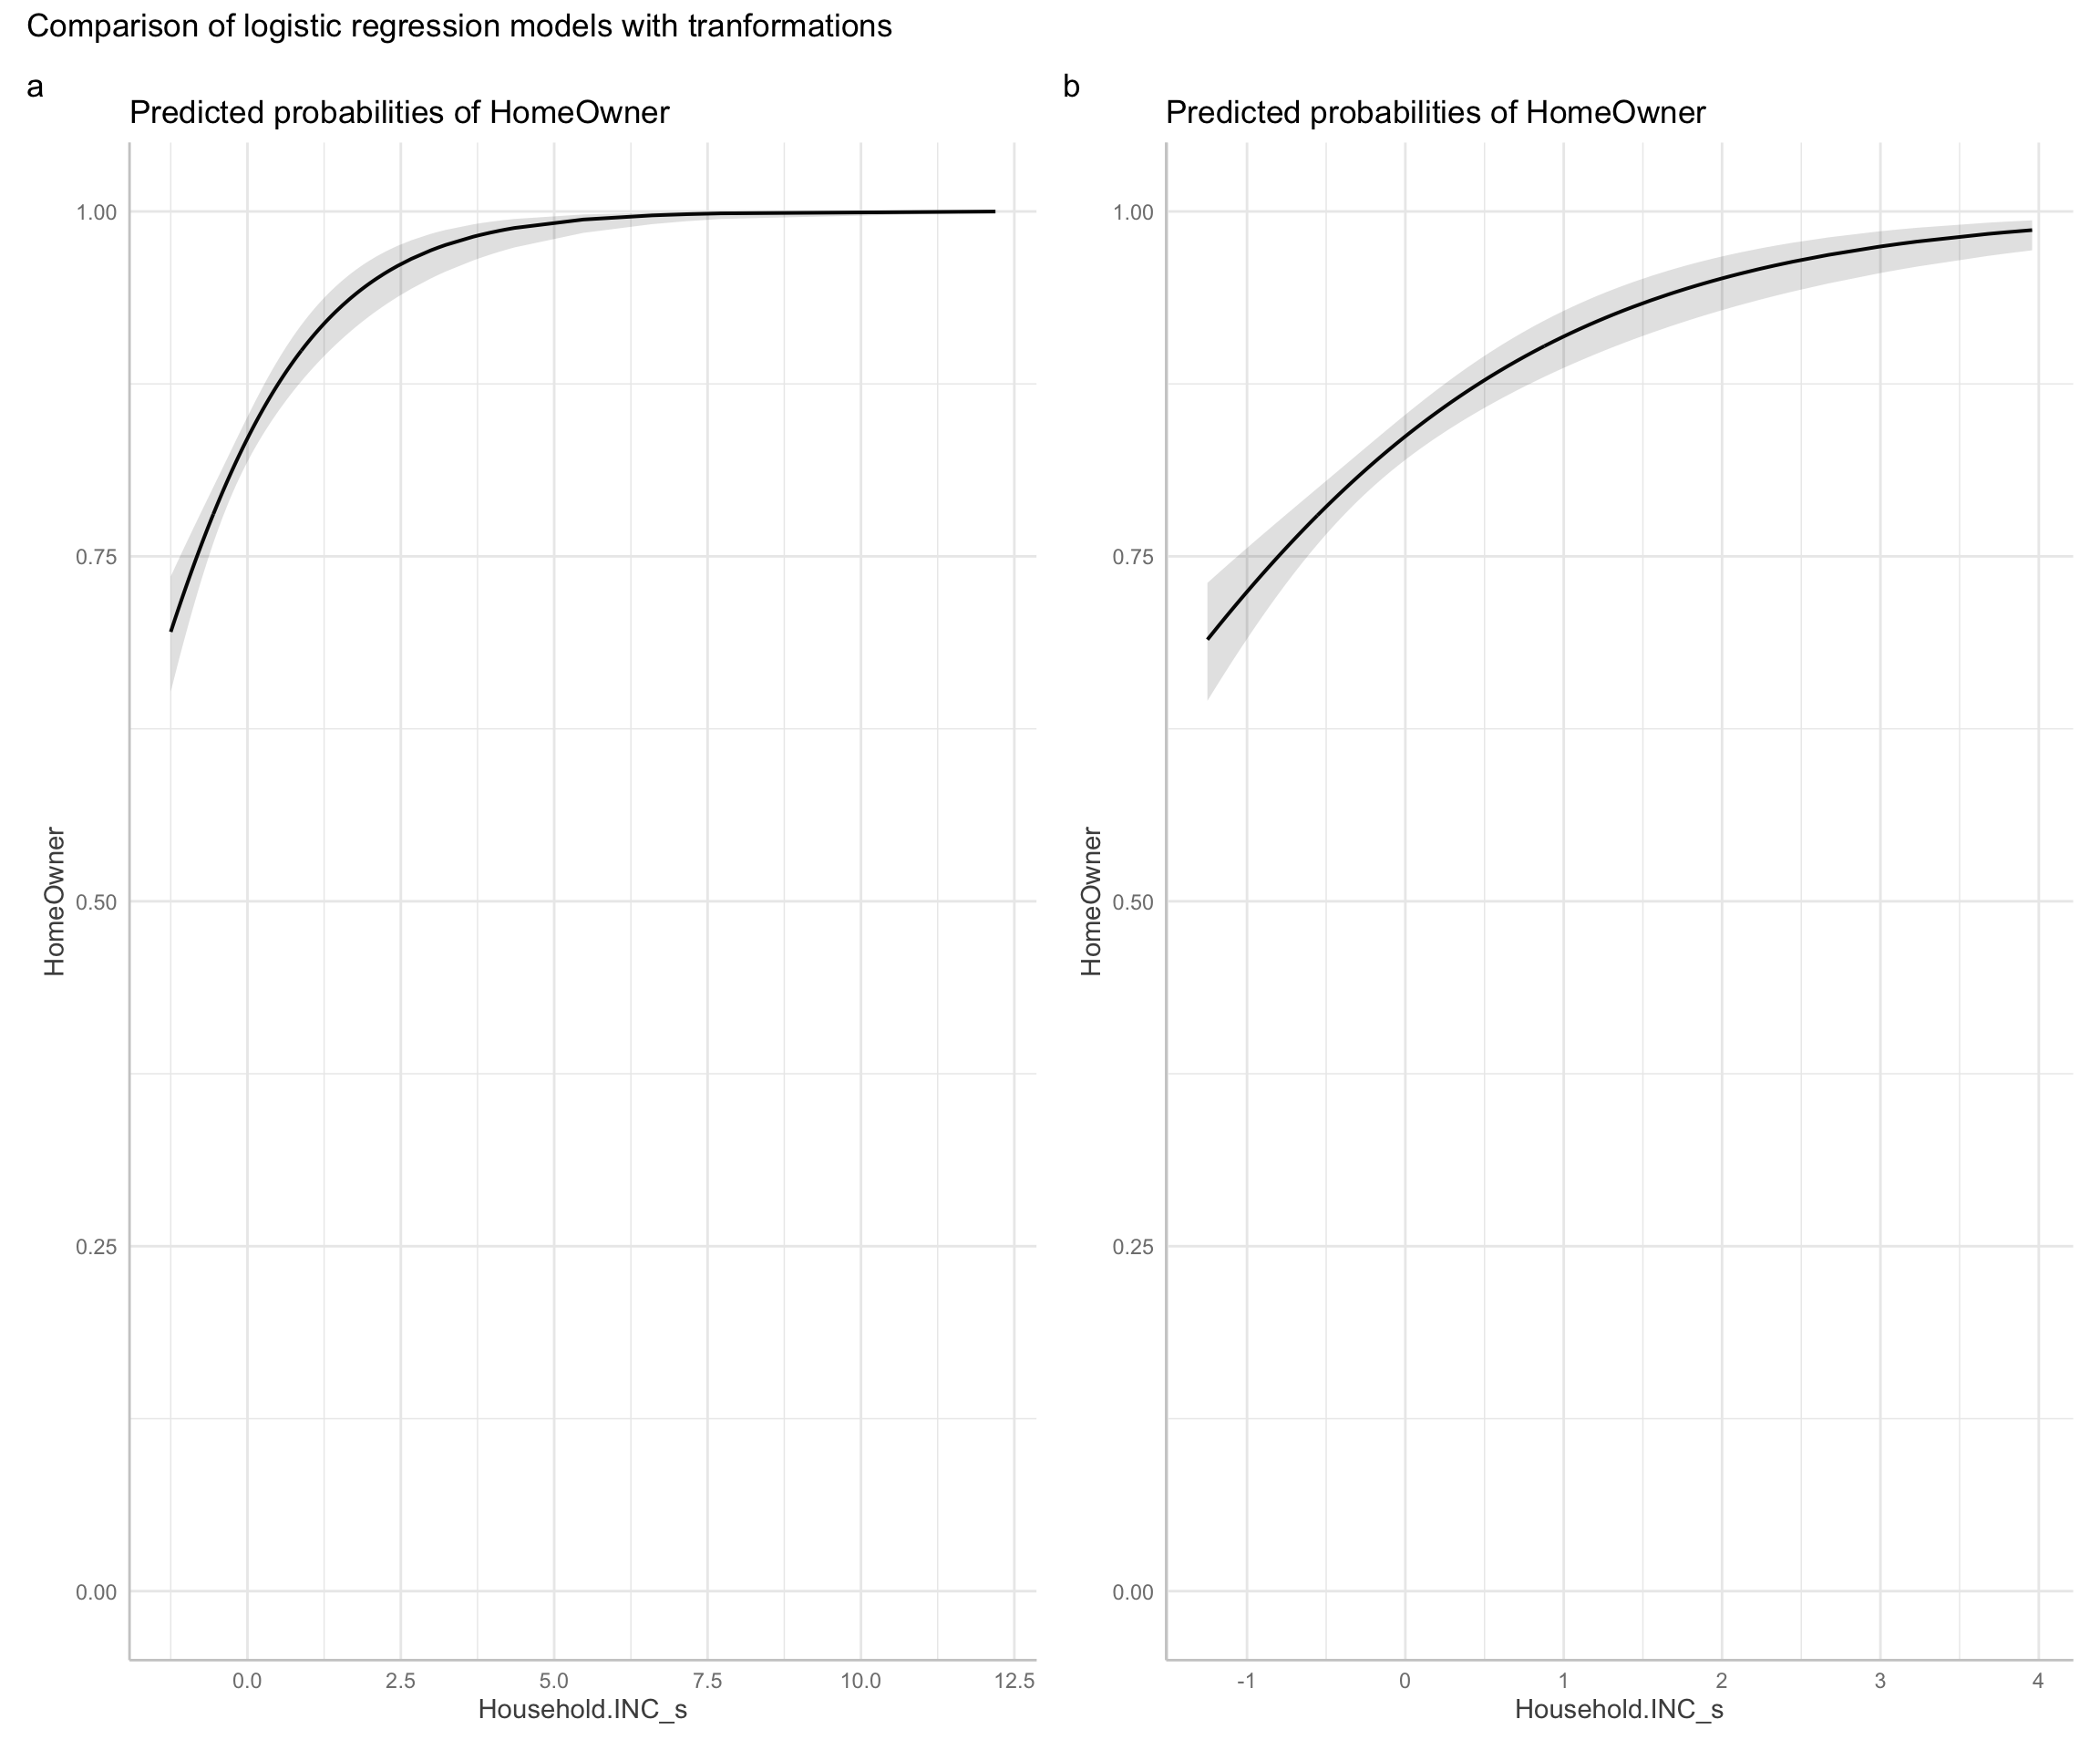 Comparison of logistic regression models with tranformations
a
Predicted probabilities of HomeOwner
1.00
0.75
0.50
0.25
0.00
HomeOwner
0.0 2.5 5.0 7.5 10.0 12.5
Household.INC_s
b
Predicted probabilities of HomeOwner
1.00
0.75
0.50
0.25
0.00
HomeOwner
-1 0 1 2 3 4
Household.INC_s